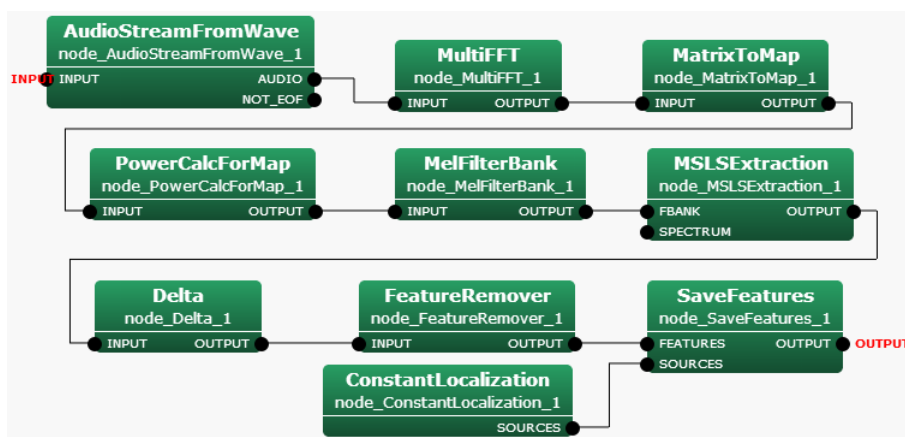 AudioStreamFromWave
node_AudioStreamFromWave_1
INPUT INPUT AUDIO
NOT_EOF
MultiFFT
node_MultiFFT_1
INPUT OUTPUT
MatrixToMap
node_MatrixToMap_1
INPUT OUTPUT
PowerCalcForMap
node_PowerCalcForMap_1
INPUT OUTPUT
MelFilterBank
node_MelFilterBank_1
INPUT OUTPUT
MSLSExtraction
node_MSLSExtraction_1
FBANK OUTPUT
SPECTRUM
Delta
node_Delta_1
INPUT OUTPUT
FeatureRemover
node_FeatureRemover_1
INPUT OUTPUT
SaveFeatures
node_SaveFeatures_1
FEATURES OUTPUT OUTPUT
SOURCES
ConstantLocalization
node_ConstantLocalization_1
SOURCES